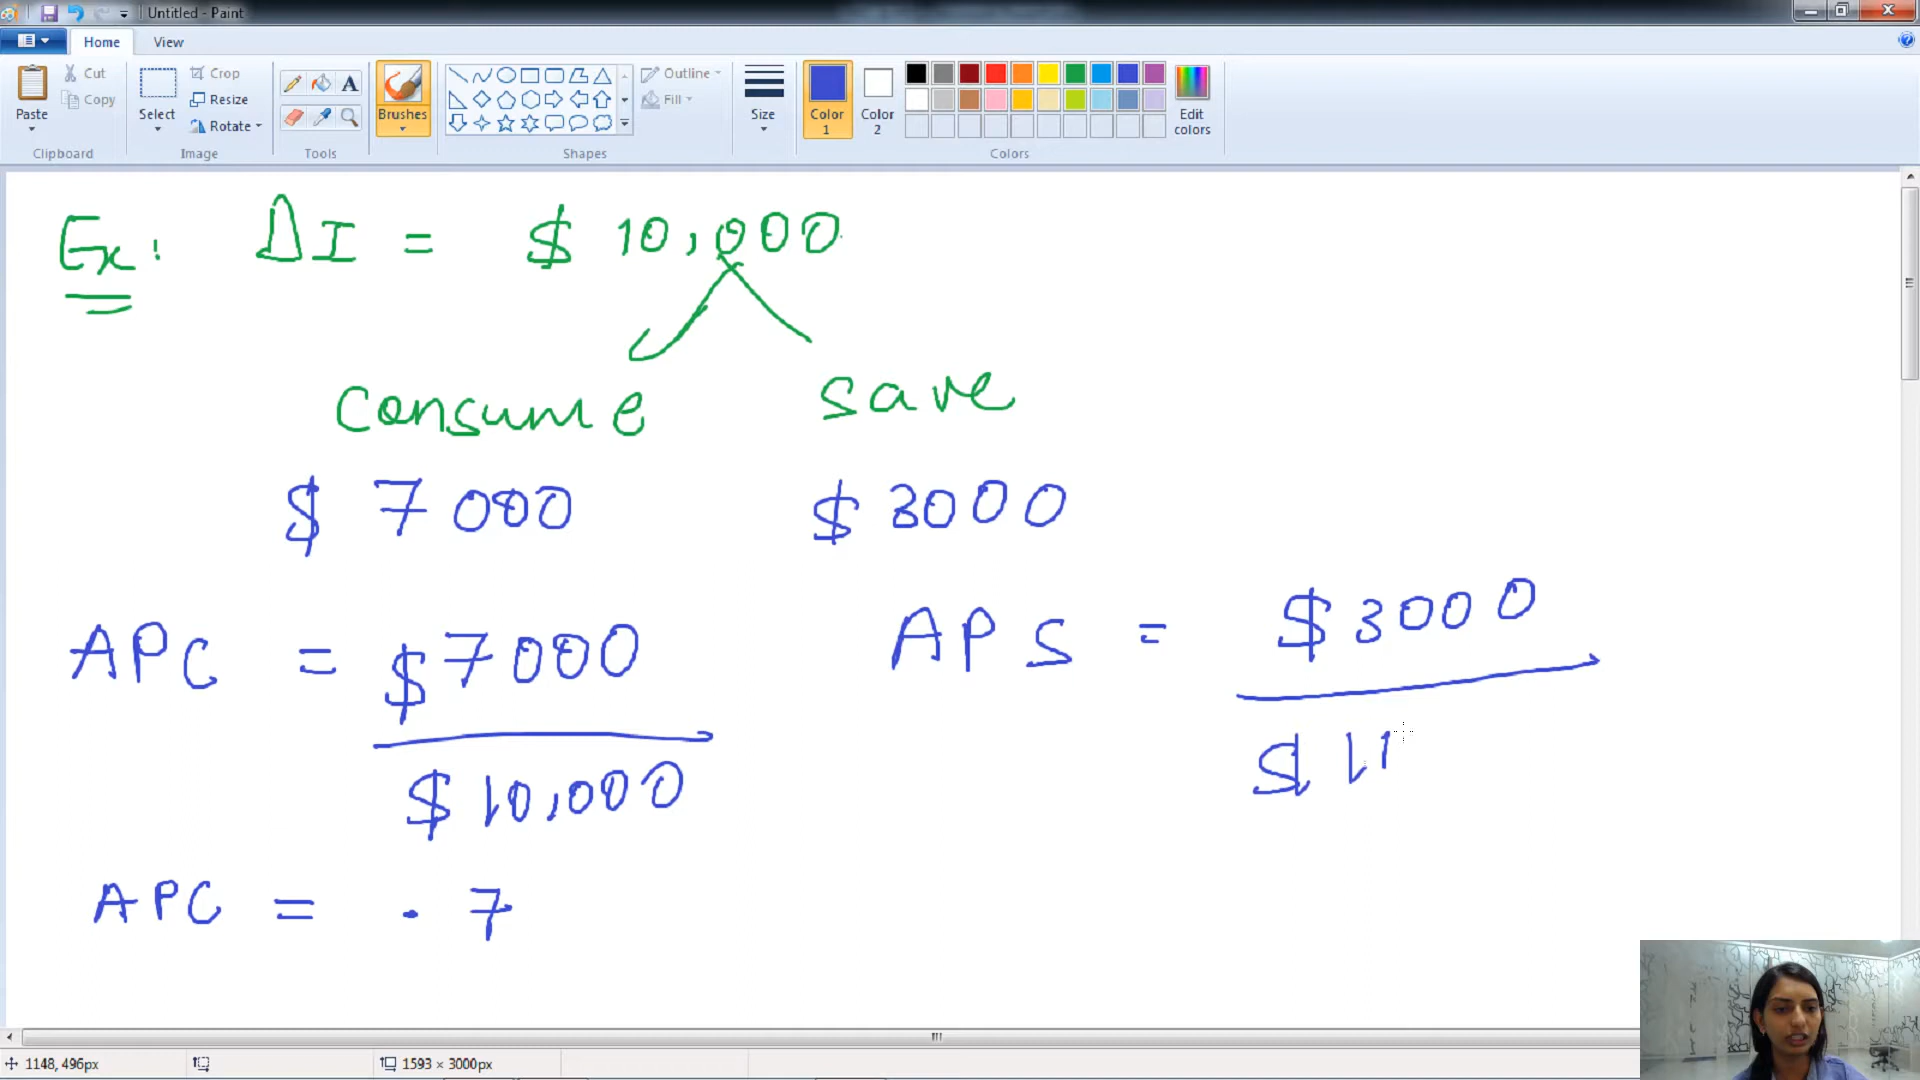 Untitled - Paint
Home View
Paste
Cut
Copy
Clipboard
Select
Crop
Resize
Rotate
Image
A
Tools
Brushes
Outline
Fill
Shapes
Size
Color 1
Color 2
Edit colors
Colors
Ex: ΔI = $ 10,000
consume save
$ 7000 $ 3000
APC = $7000
$ 10,000
APS = $3000
$ 1
APC = . 7
1148, 496px
1593 × 3000px